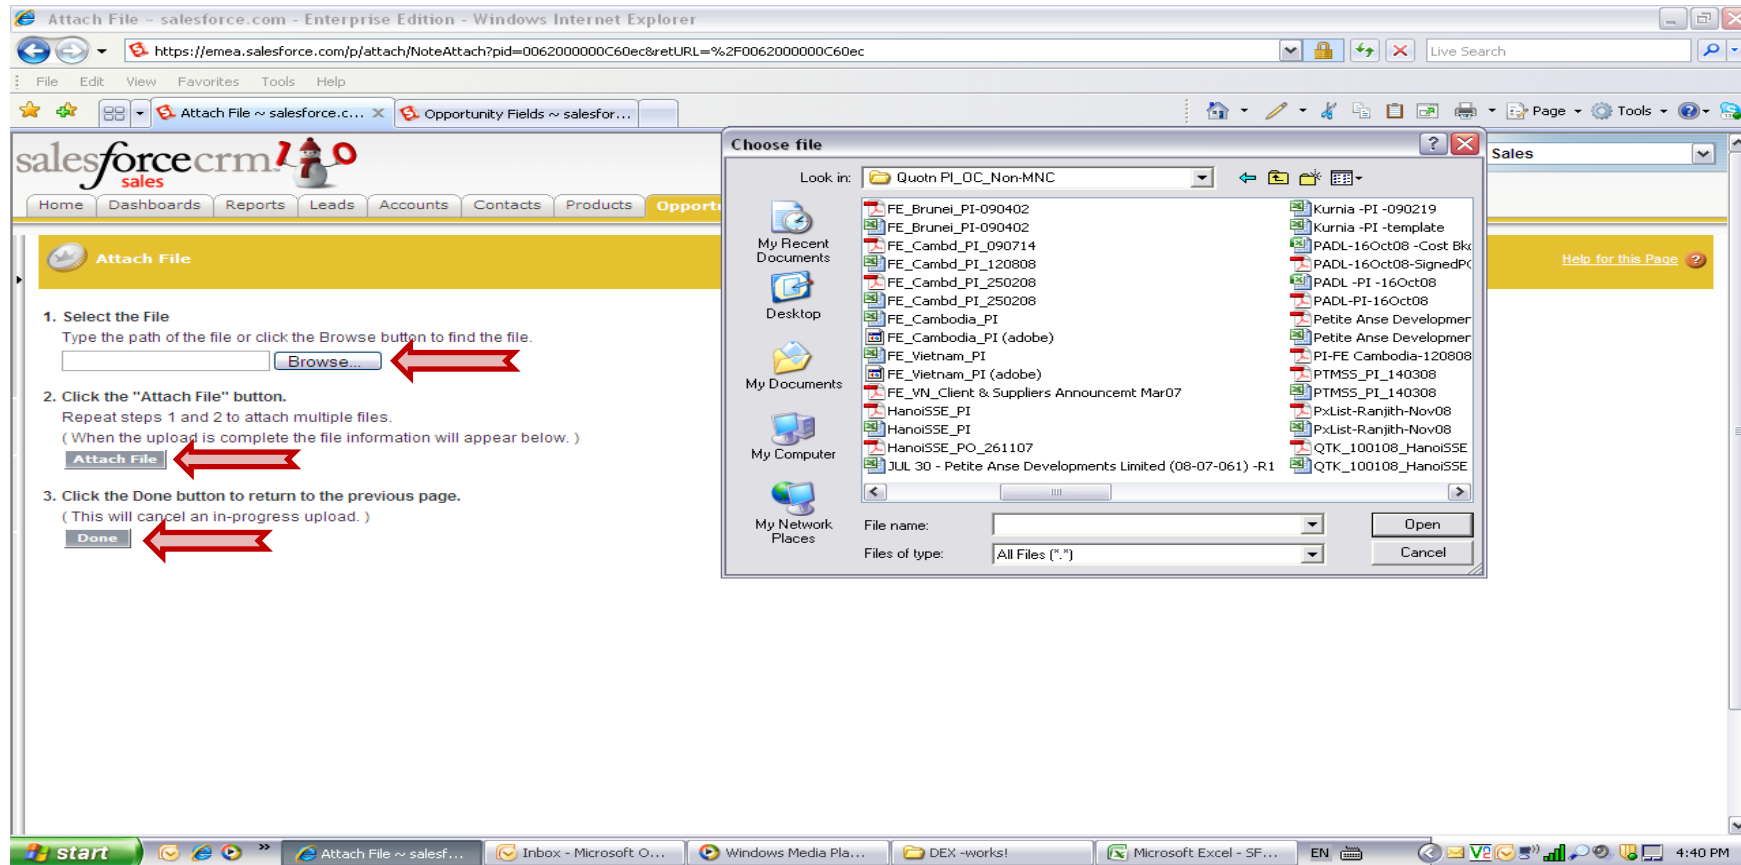 Attach File ~ salesforce.com - Enterprise Edition - Windows Internet Explorer
https://emea.salesforce.com/p/attach/NoteAttach?pid=0062000000C60ec&retURL=%2F0062000000C60ec
Live Search
File Edit View Favorites Tools Help
Attach File ~ salesforce.c... Opportunity Fields ~ salesfor...
Page Tools
salesforcecrm
sales
Sales
Home Dashboards Reports Leads Accounts Contacts Products Opport
Attach File
Help for this Page
1. Select the File
Type the path of the file or click the Browse button to find the file.
Browse...
2. Click the "Attach File" button.
Repeat steps 1 and 2 to attach multiple files.
( When the upload is complete the file information will appear below. )
Attach File
3. Click the Done button to return to the previous page.
( This will cancel an in-progress upload. )
Done
Choose file
Look in: Quotn PI_OC_Non-MNC
My Recent Documents
Desktop
My Documents
My Computer
My Network Places
FE_Brunei_PI-090402
FE_Brunei_PI-090402
FE_Cambd_PI_090714
FE_Cambd_PI_120808
FE_Cambd_PI_250208
FE_Cambd_PI_250208
FE_Cambodia_PI
FE_Cambodia_PI (adobe)
FE_Vietnam_PI
FE_Vietnam_PI (adobe)
FE_VN_Client & Suppliers Announcemt Mar07
HanoiSSE_PI
HanoiSSE_PI
HanoiSSE_PO_261107
JUL 30 - Petite Anse Developments Limited (08-07-061) -R1
Kurnia -PI -090219
Kurnia -PI -template
PADL-16Oct08 -Cost Bk
PADL-16Oct08-SignedP
PADL -PI -16Oct08
PADL-PI-16Oct08
Petite Anse Developmer
Petite Anse Developmer
PI-FE Cambodia-120808
PTMSS_PI_140308
PTMSS_PI_140308
PxList-Ranjith-Nov08
PxList-Ranjith-Nov08
QTK_100108_HanoiSSE
QTK_100108_HanoiSSE
File name:
Open
Files of type: All Files (*.*)
Cancel
start Attach File ~ salesf... Inbox - Microsoft O... Windows Media Pla... DEX -works! Microsoft Excel - SF... EN 4:40 PM